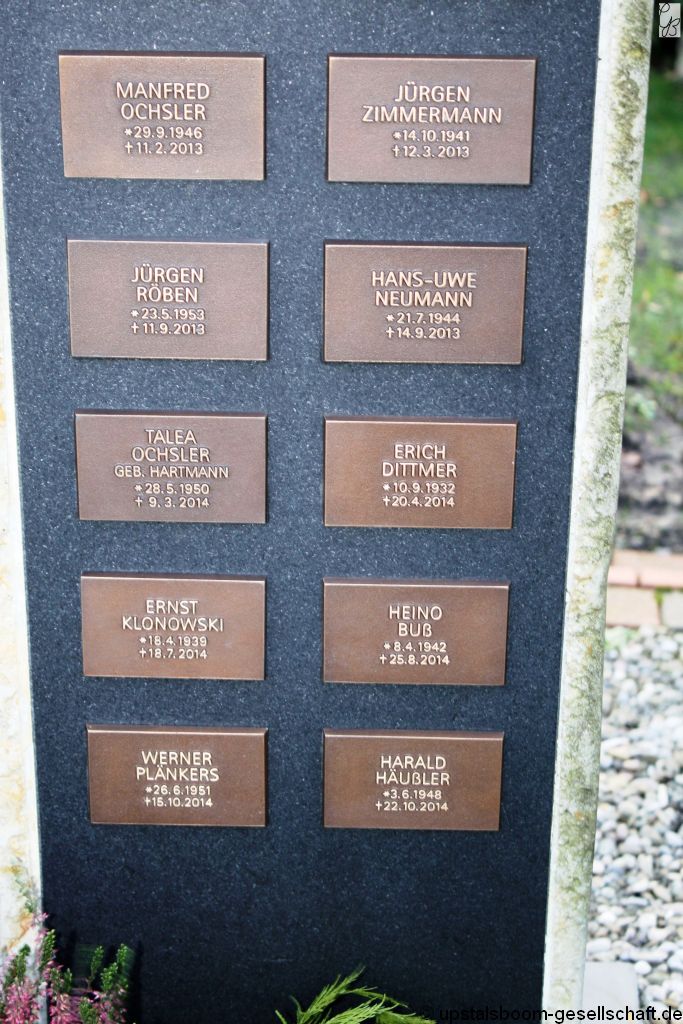 MANFRED
OCHSLER
*29.9.1946
†11.2.2013
JÜRGEN
ZIMMERMANN
*14.10.1941
†12.3.2013
JÜRGEN
RÖBEN
*23.5.1953
†11.9.2013
HANS-UWE
NEUMANN
*21.7.1944
†14.9.2013
TALEA
OCHSLER
GEB. HARTMANN
*28.5.1950
†9.3.2014
ERICH
DITTMER
*10.9.1932
†20.4.2014
ERNST
KLONOWSKI
*18.4.1939
†18.7.2014
HEINO
BUß
*8.4.1942
†25.8.2014
WERNER
PLÄNKERS
*26.6.1951
†15.10.2014
HARALD
HÄUßLER
*3.6.1948
†22.10.2014
© upstalsboom-gesellschaft.de